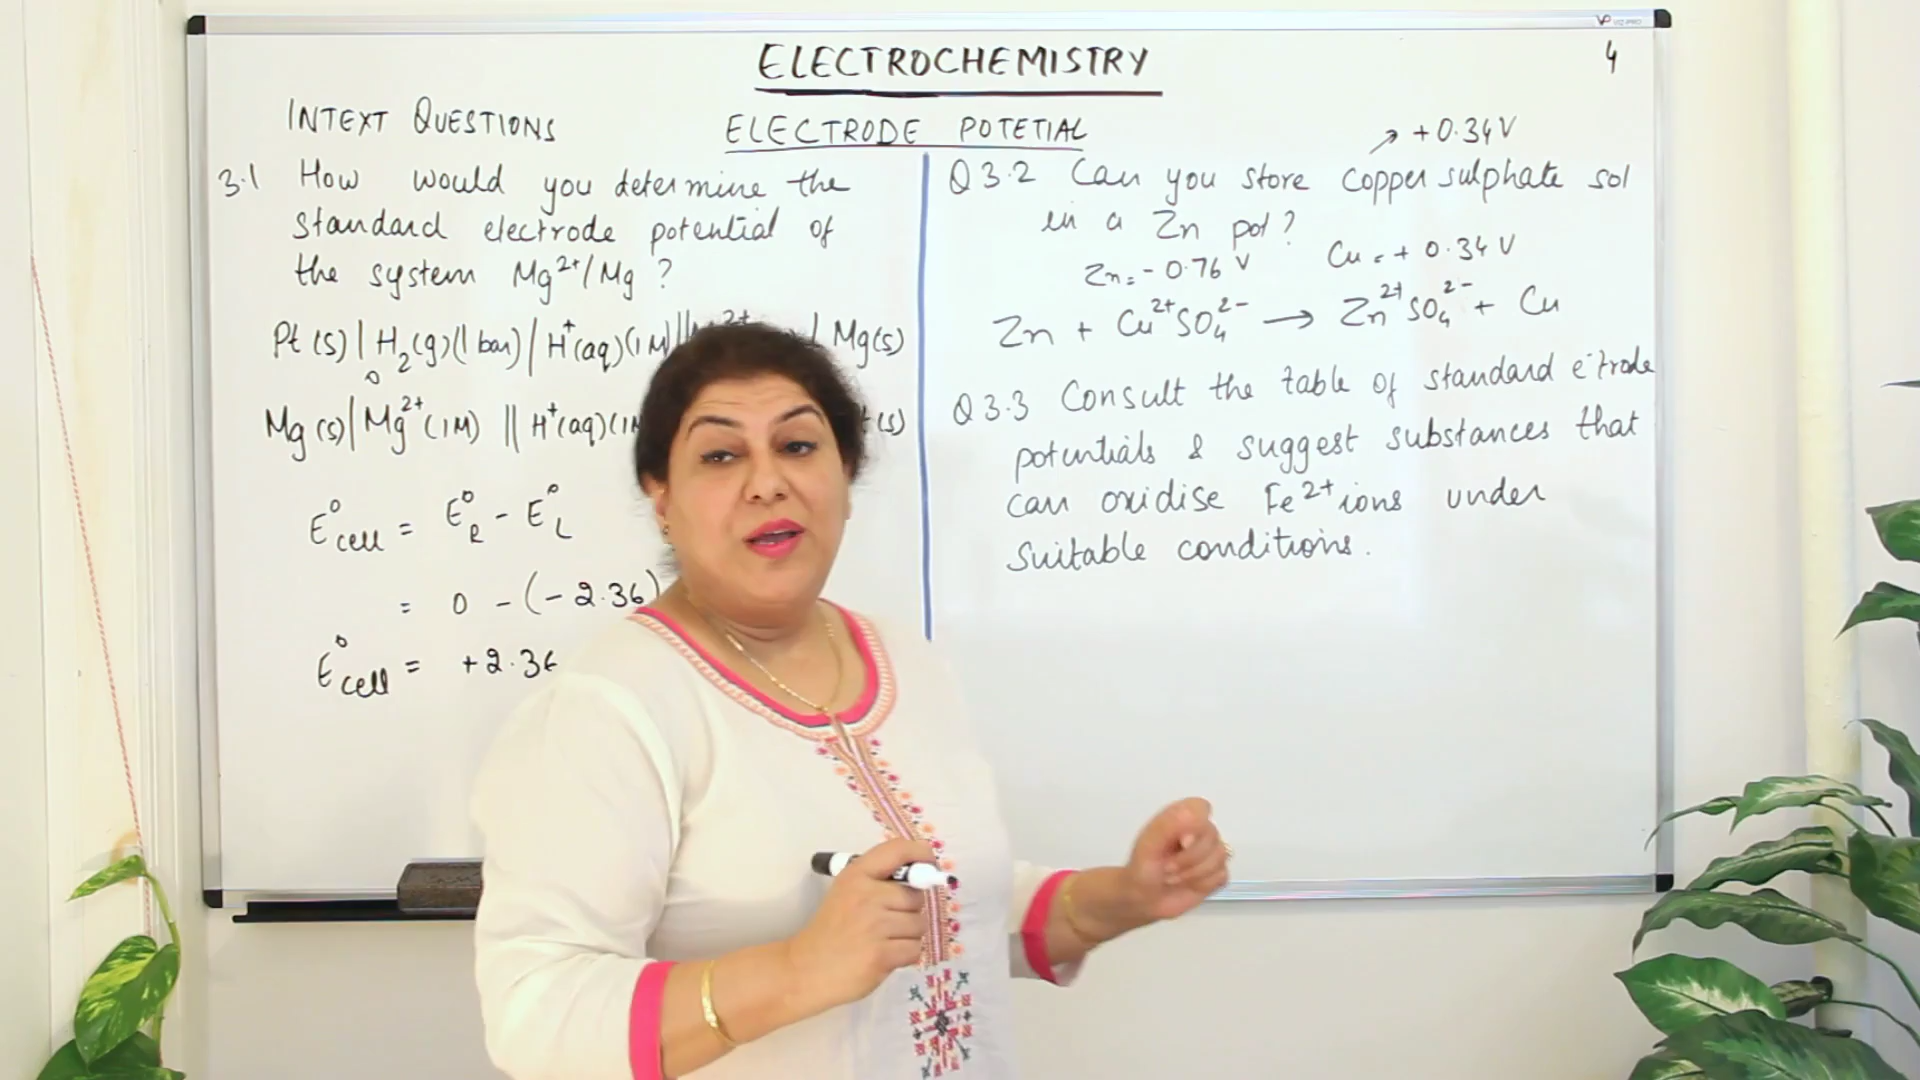 ELECTROCHEMISTRY
4
INTEXT QUESTIONS
ELECTRODE POTETIAL
3.1 How would you determine the
standard electrode potential of
the system Mg²⁺/Mg ?
Pt (s) | H₂(g)(1 bar) | H⁺(aq)(1M) || Mg(s)
0
Mg(s)| Mg²⁺(1M) || H⁺(aq)(1M (s)
E°cell = E°R - E°L
= 0 - (-2.36)
E°cell = +2.36
→ +0.34V
Q 3.2 Can you store copper sulphate sol
in a Zn pot?
Zn = - 0.76 V Cu = + 0.34 V
Zn + Cu²⁺SO₄²⁻ → Zn²⁺SO₄²⁻ + Cu
Q 3.3 Consult the table of standard e⁻trode
potentials & suggest substances that
can oxidise Fe²⁺ ions under
suitable conditions.